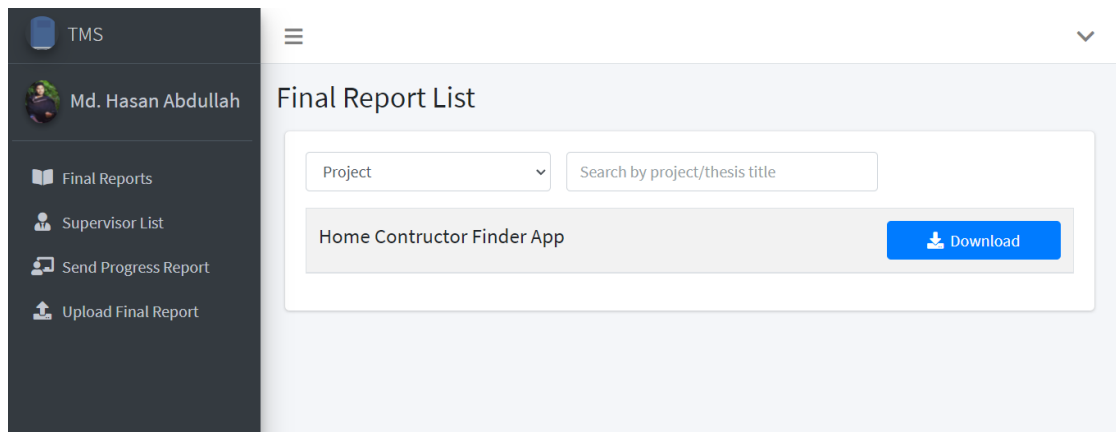 TMS
Md. Hasan Abdullah
Final Reports
Supervisor List
Send Progress Report
Upload Final Report
Final Report List
Project
Search by project/thesis title
Home Contructor Finder App
Download